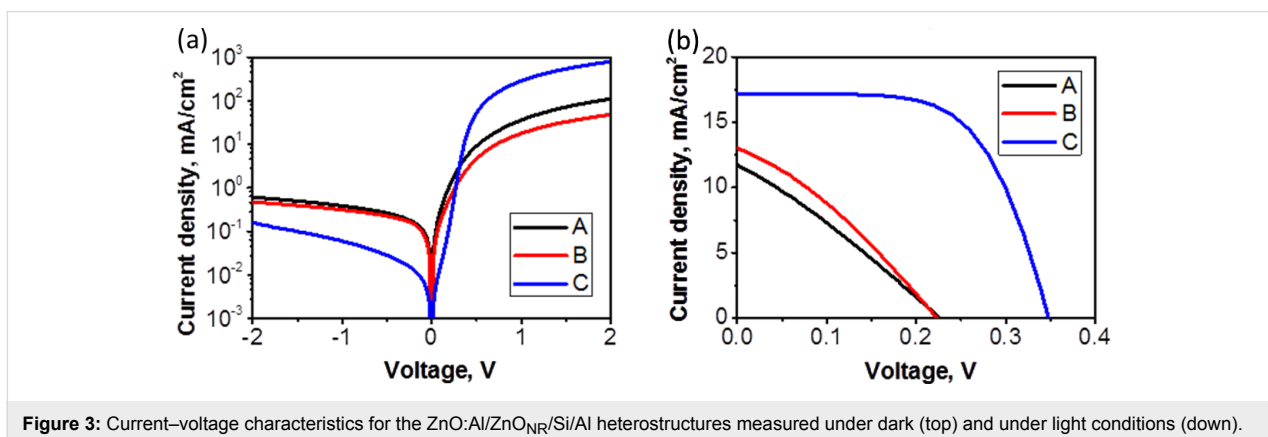 (a)
10³
10²
10¹
10⁰
10⁻¹
10⁻²
10⁻³
Current density, mA/cm²
-2 -1 0 1 2
Voltage, V
A
B
C
(b)
20
15
10
5
0
Current density, mA/cm²
0.0 0.1 0.2 0.3 0.4
Voltage, V
A
B
C
Figure 3: Current–voltage characteristics for the ZnO:Al/ZnO_NR/Si/Al heterostructures measured under dark (top) and under light conditions (down).